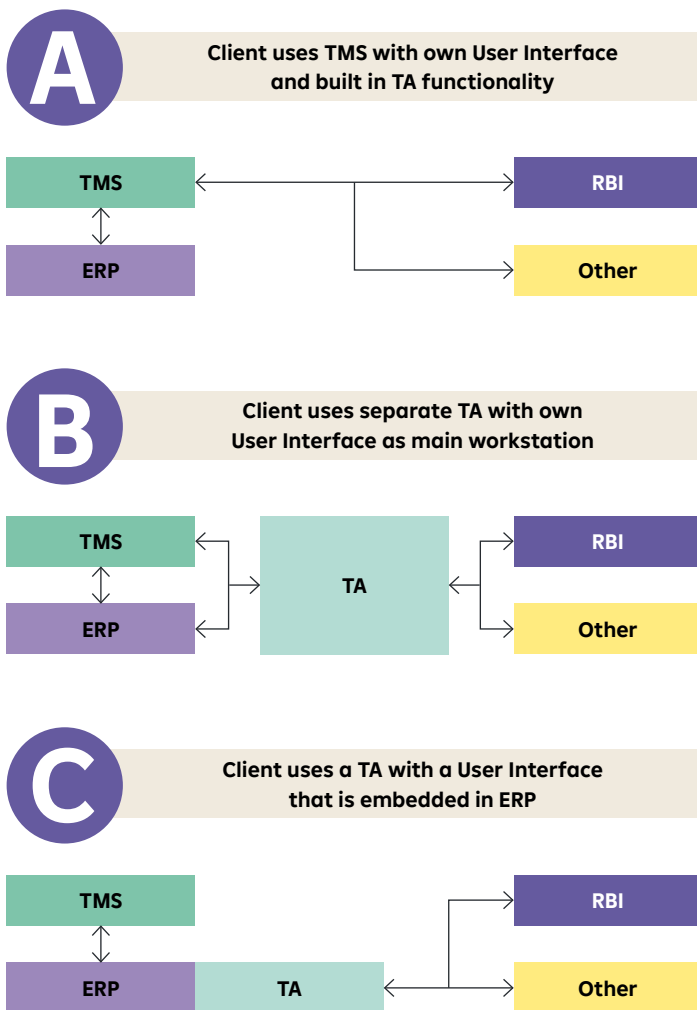 A
Client uses TMS with own User Interface
and built in TA functionality
TMS
RBI
ERP
Other
B
Client uses separate TA with own
User Interface as main workstation
TMS
RBI
TA
ERP
Other
C
Client uses a TA with a User Interface
that is embedded in ERP
TMS
RBI
ERP
TA
Other